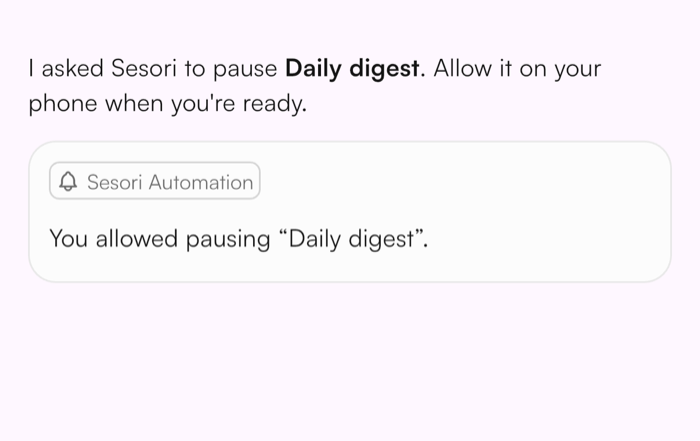 I asked Sesori to pause Daily digest. Allow it on your
phone when you're ready.
Sesori Automation
You allowed pausing “Daily digest”.